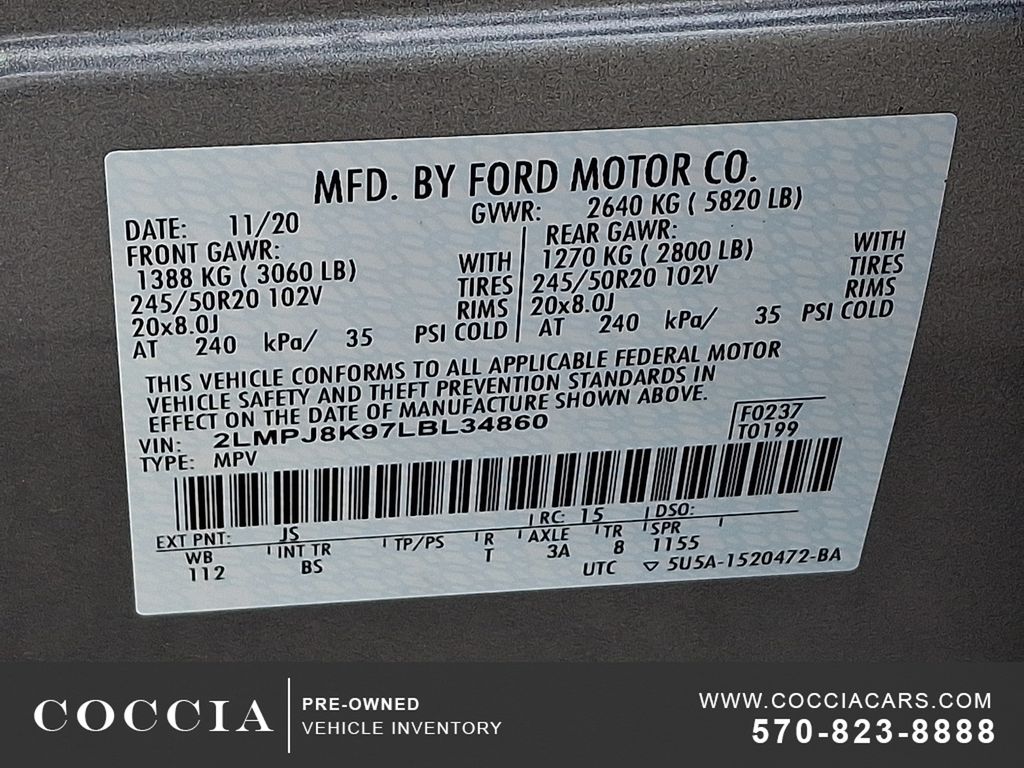 MFD. BY FORD MOTOR CO.
DATE: 11/20 GVWR: 2640 KG ( 5820 LB)
FRONT GAWR: REAR GAWR:
1388 KG ( 3060 LB) WITH 1270 KG ( 2800 LB) WITH
245/50R20 102V TIRES 245/50R20 102V TIRES
20x8.0J RIMS 20x8.0J RIMS
AT 240 kPa/ 35 PSI COLD AT 240 kPa/ 35 PSI COLD
THIS VEHICLE CONFORMS TO ALL APPLICABLE FEDERAL MOTOR
VEHICLE SAFETY AND THEFT PREVENTION STANDARDS IN
EFFECT ON THE DATE OF MANUFACTURE SHOWN ABOVE.
VIN: 2LMPJ8K97LBL34860 F0237
TYPE: MPV T0199
EXT PNT: JS RC: 15 DSO:
WB INT TR TP/PS R AXLE TR SPR
112 BS T 3A 8 1155
UTC ▽ 5U5A-1520472-BA
COCCIA
PRE-OWNED
VEHICLE INVENTORY
WWW.COCCIACARS.COM
570-823-8888